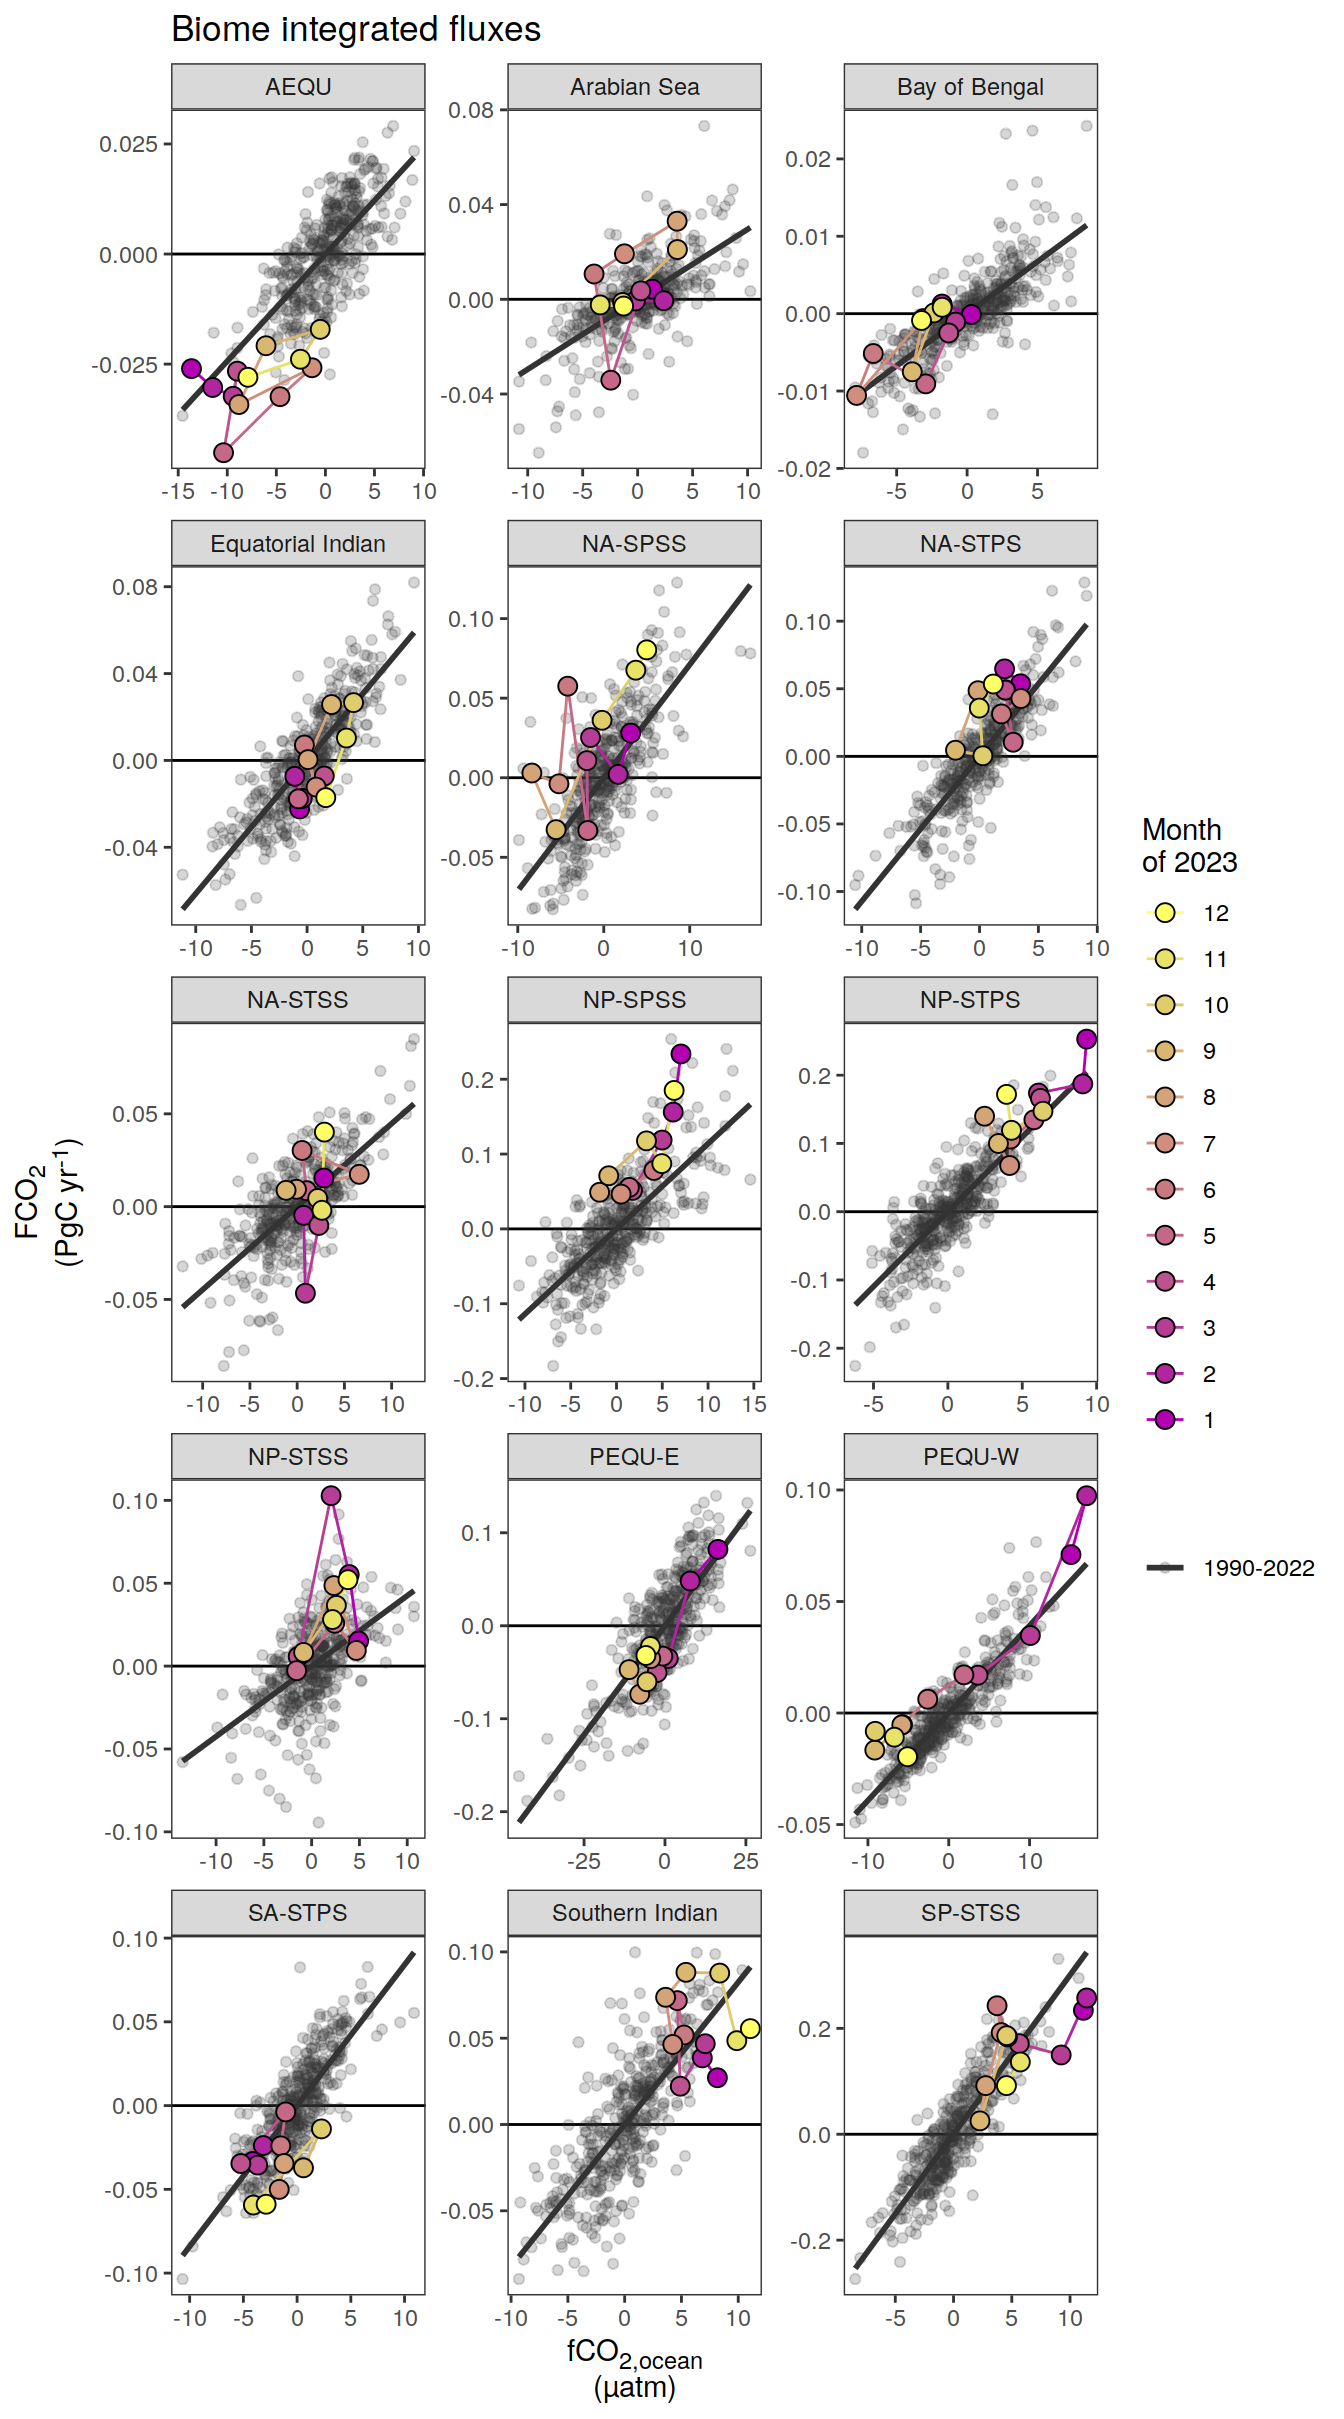 Biome integrated fluxes
AEQU
Arabian Sea
Bay of Bengal
0.025
0.000
-0.025
0.08
0.04
0.00
-0.04
0.02
0.01
0.00
-0.01
-0.02
-15 -10 -5 0 5 10
-10 -5 0 5 10
-5 0 5
Equatorial Indian
NA-SPSS
NA-STPS
0.08
0.04
0.00
-0.04
0.10
0.05
0.00
-0.05
0.10
0.05
0.00
-0.05
-0.10
-10 -5 0 5 10
-10 0 10
-10 -5 0 5 10
NA-STSS
NP-SPSS
NP-STPS
0.05
0.00
-0.05
0.2
0.1
0.0
-0.1
-0.2
0.2
0.1
0.0
-0.1
-0.2
-10 -5 0 5 10
-10 -5 0 5 10 15
-5 0 5 10
NP-STSS
PEQU-E
PEQU-W
0.10
0.05
0.00
-0.05
-0.10
0.1
0.0
-0.1
-0.2
0.10
0.05
0.00
-0.05
-10 -5 0 5 10
-25 0 25
-10 0 10
SA-STPS
Southern Indian
SP-STSS
0.10
0.05
0.00
-0.05
-0.10
0.10
0.05
0.00
-0.05
0.2
0.0
-0.2
-10 -5 0 5 10
-10 -5 0 5 10
-5 0 5 10
FCO₂
(PgC yr⁻¹)
fCO₂,ocean
(µatm)
Month
of 2023
12
11
10
9
8
7
6
5
4
3
2
1
1990-2022